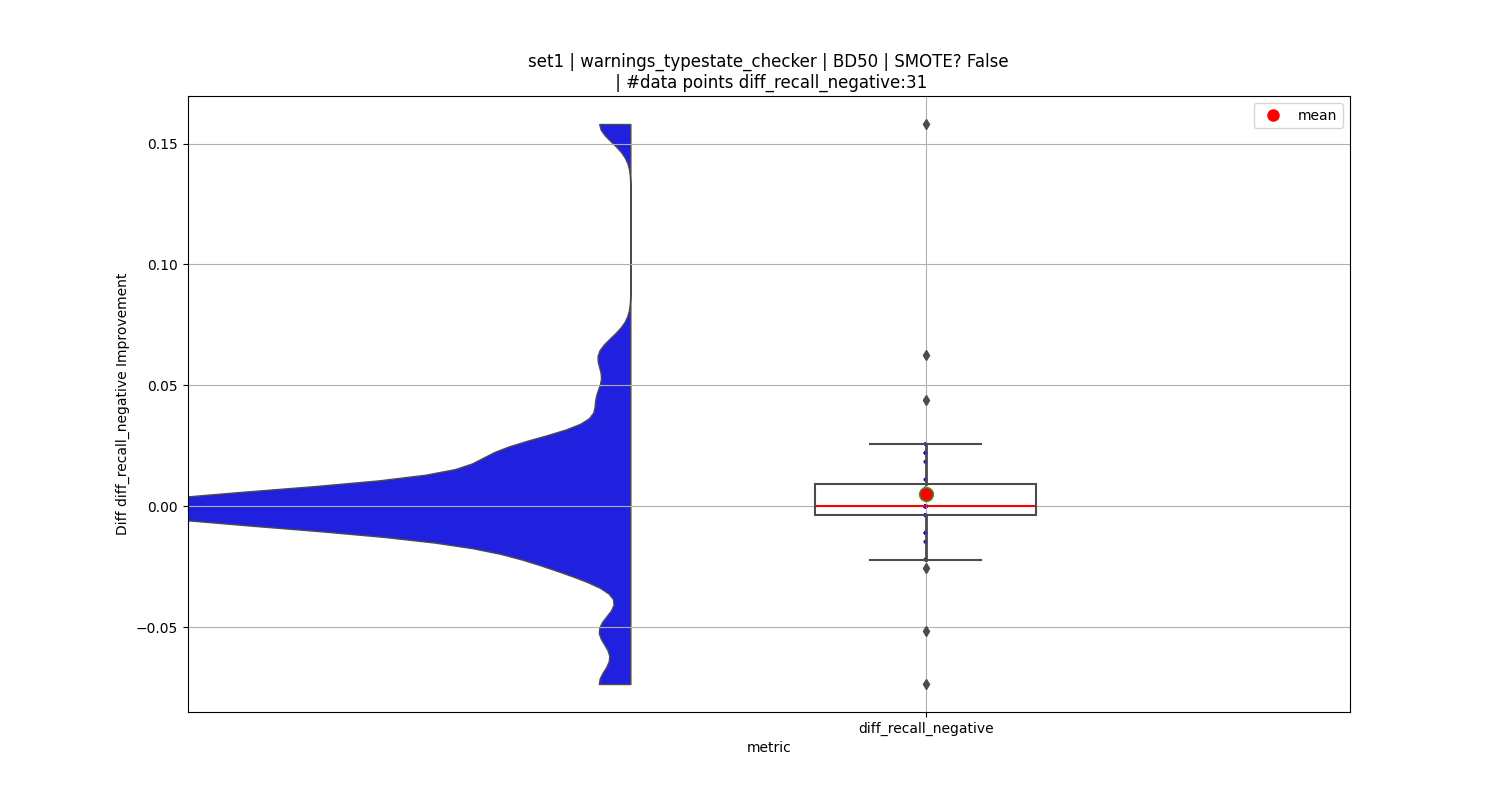 set1 | warnings_typestate_checker | BD50 | SMOTE? False
| #data points diff_recall_negative:31
mean
0.15
0.10
0.05
0.00
−0.05
Diff diff_recall_negative Improvement
diff_recall_negative
metric